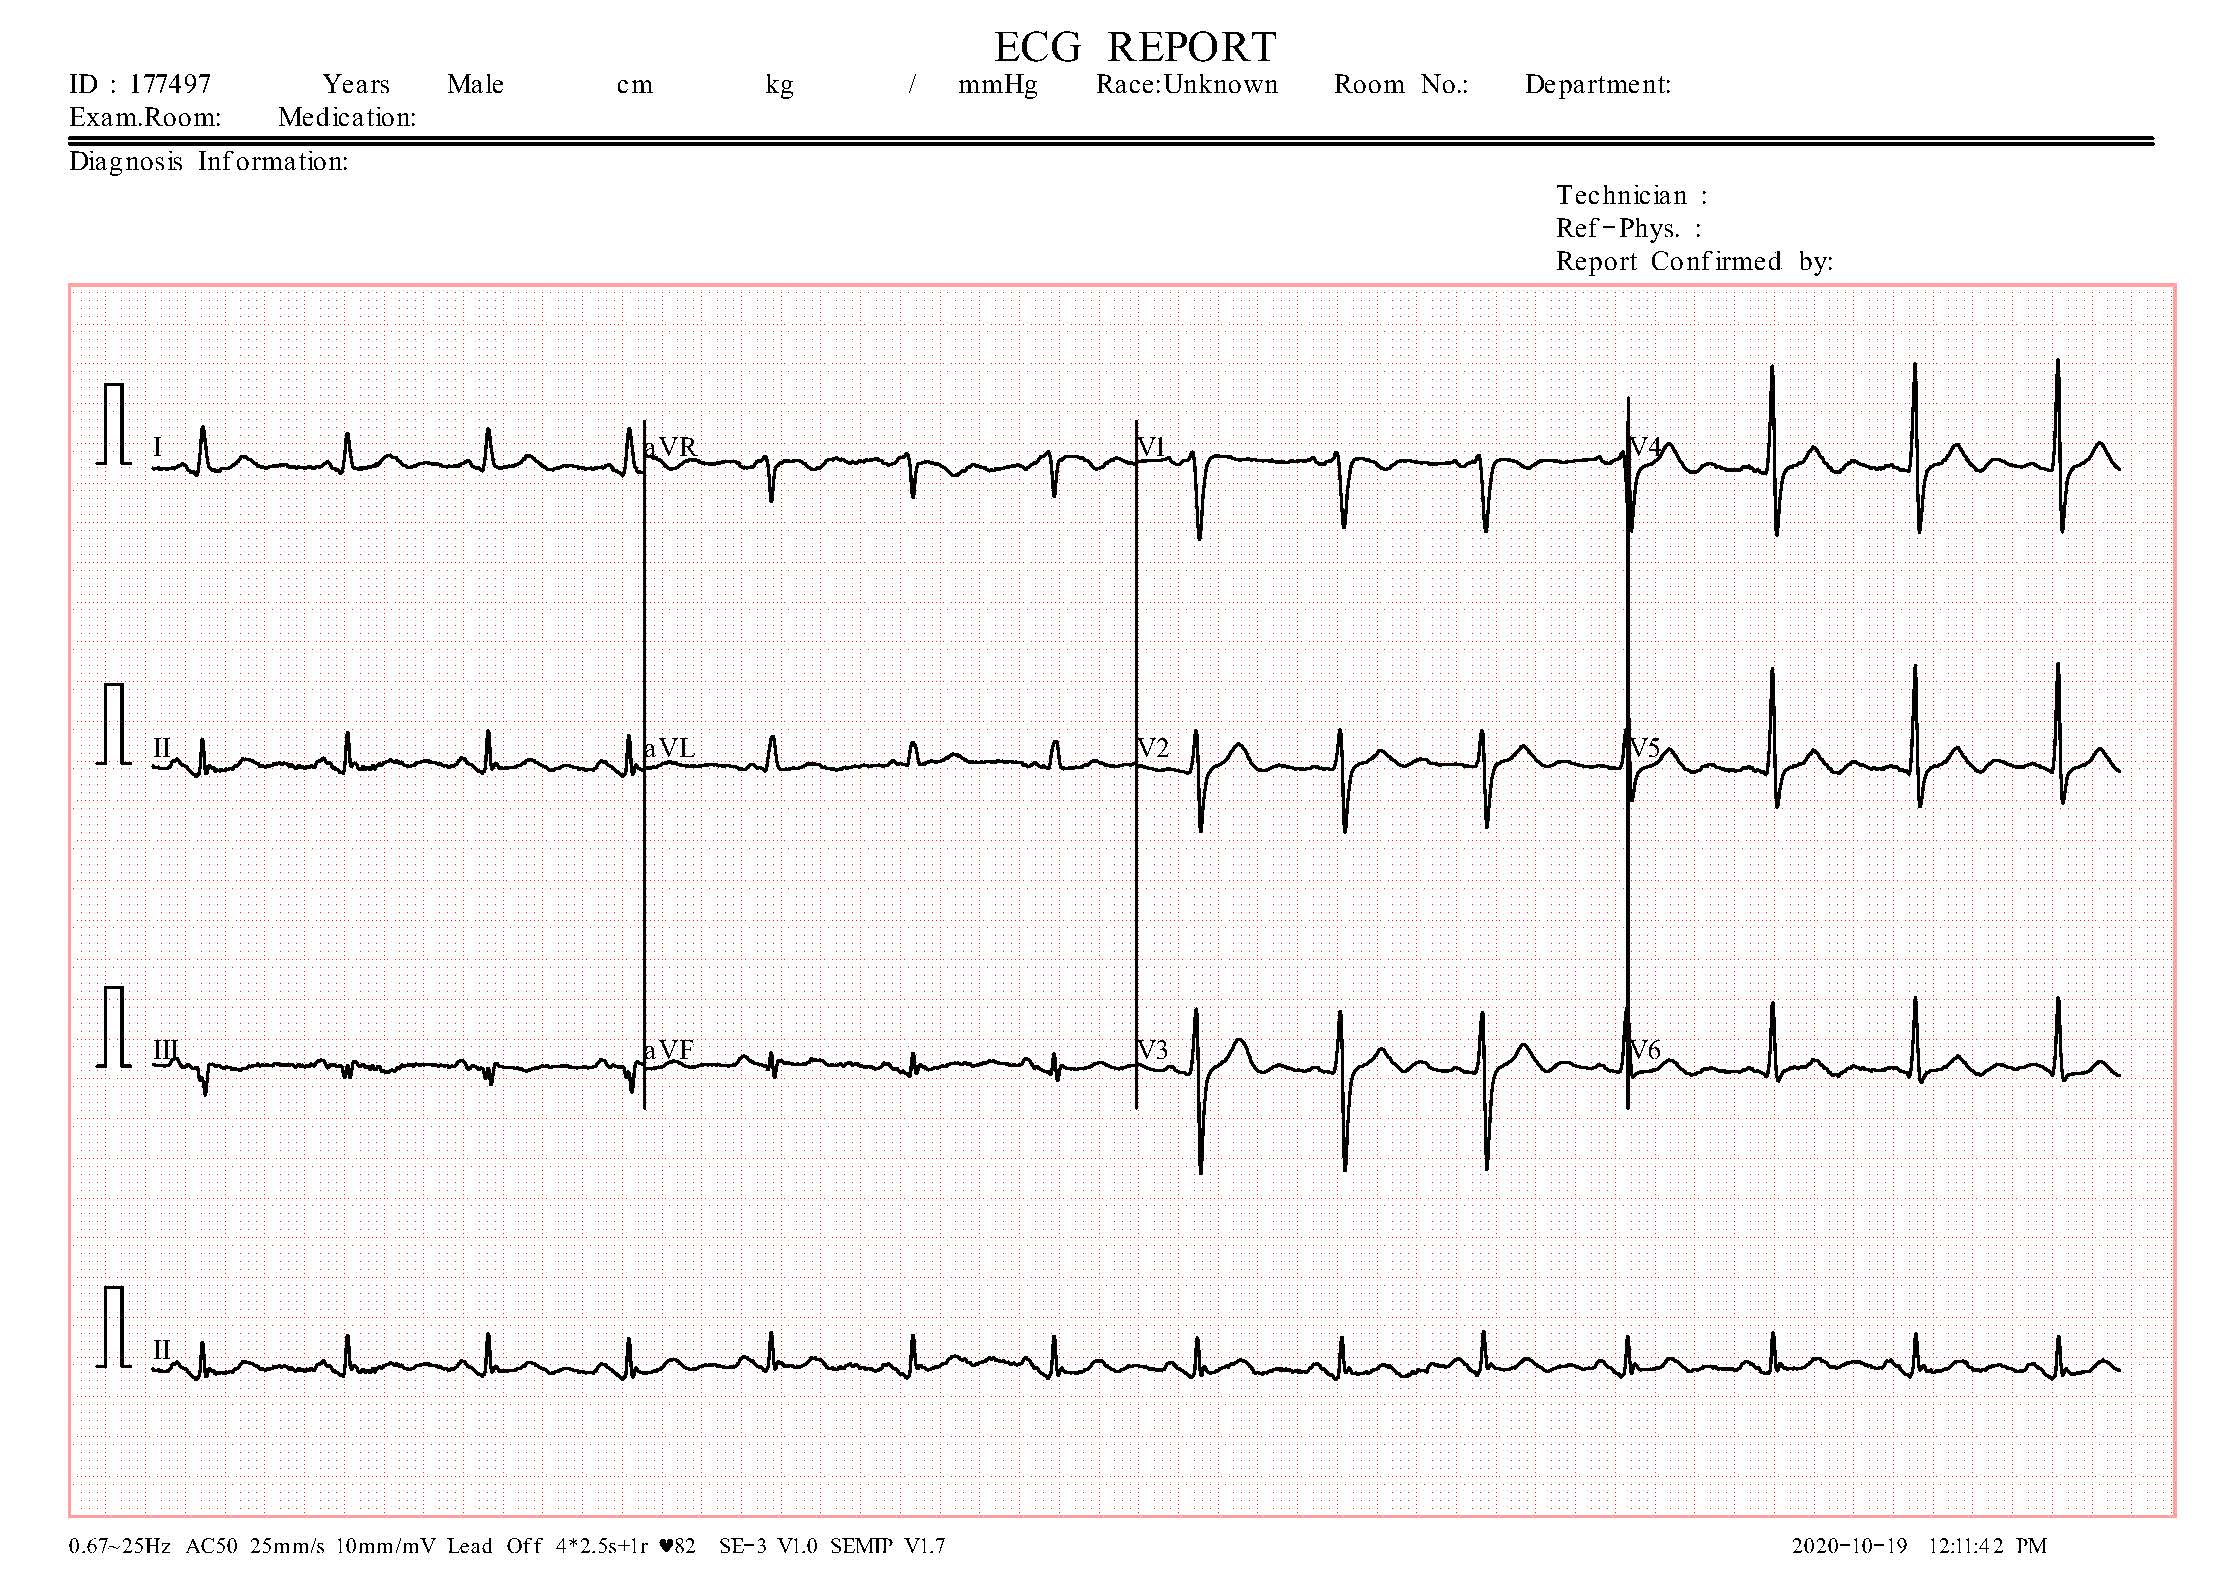 ECG REPORT
ID : 177497 Years Male cm kg / mmHg Race:Unknown Room No.: Department:
Exam.Room: Medication:
Diagnosis Information:
Technician :
Ref-Phys. :
Report Confirmed by:
I aVR V1 V4
II aVL V2 V5
III aVF V3 V6
II
0.67~25Hz AC50 25mm/s 10mm/mV Lead Off 4*2.5s+1r ♥82 SE-3 V1.0 SEMIP V1.7 2020-10-19 12:11:42 PM